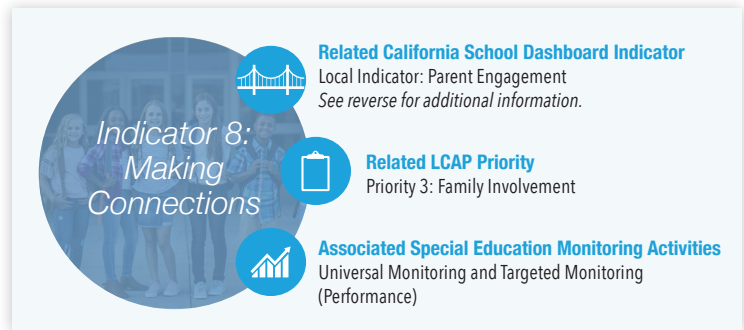 Indicator 8:
Making
Connections
Related California School Dashboard Indicator
Local Indicator: Parent Engagement
See reverse for additional information.
Related LCAP Priority
Priority 3: Family Involvement
Associated Special Education Monitoring Activities
Universal Monitoring and Targeted Monitoring
(Performance)